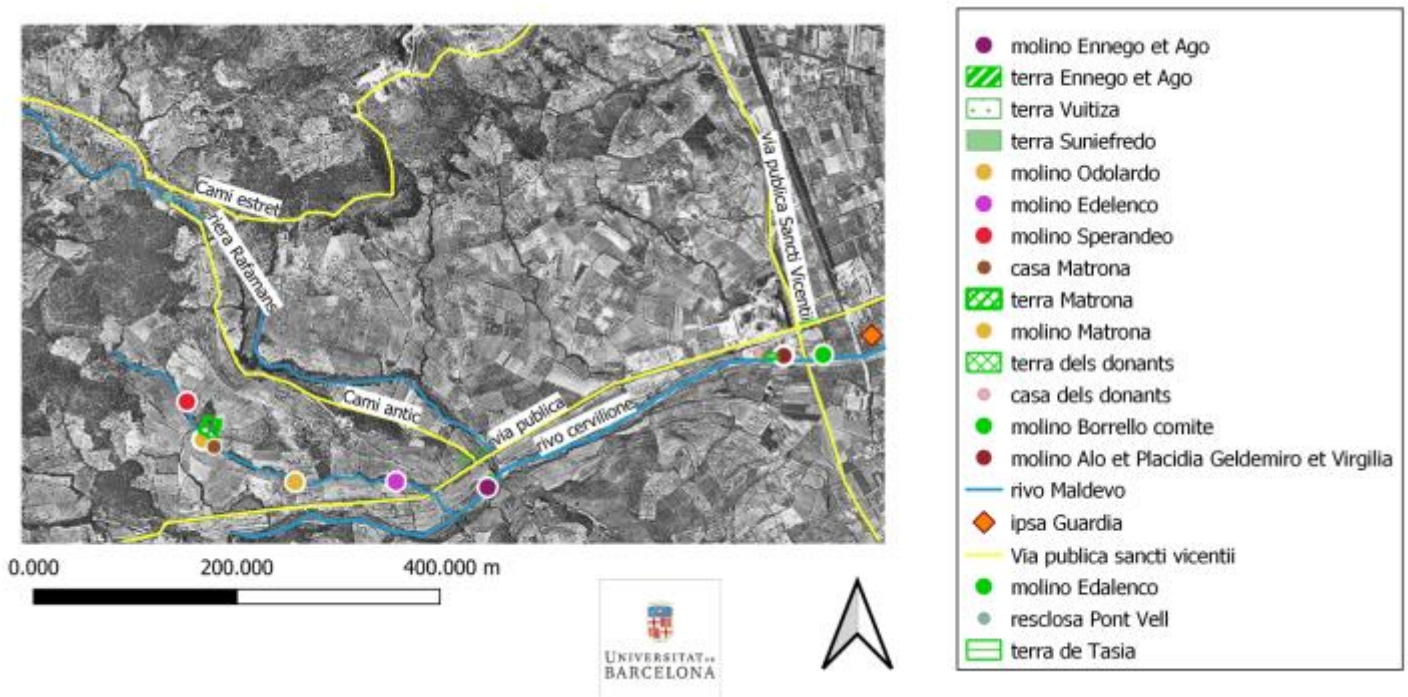 Cami estret
riera Rafamans
Cami antic
via publica
rivo cervilione
via publica Sancti Vicentii
0.000 200.000 400.000 m
UNIVERSITAT DE
BARCELONA
molino Ennego et Ago
terra Ennego et Ago
terra Vuitiza
terra Suniefredo
molino Odolardo
molino Edelenco
molino Sperandeo
casa Matrona
terra Matrona
molino Matrona
terra dels donants
casa dels donants
molino Borrello comite
molino Alo et Placidia Geldemiro et Virgilia
rivo Maldevo
ipsa Guardia
Via publica sancti vicentii
molino Edalenco
resclosa Pont Vell
terra de Tasia